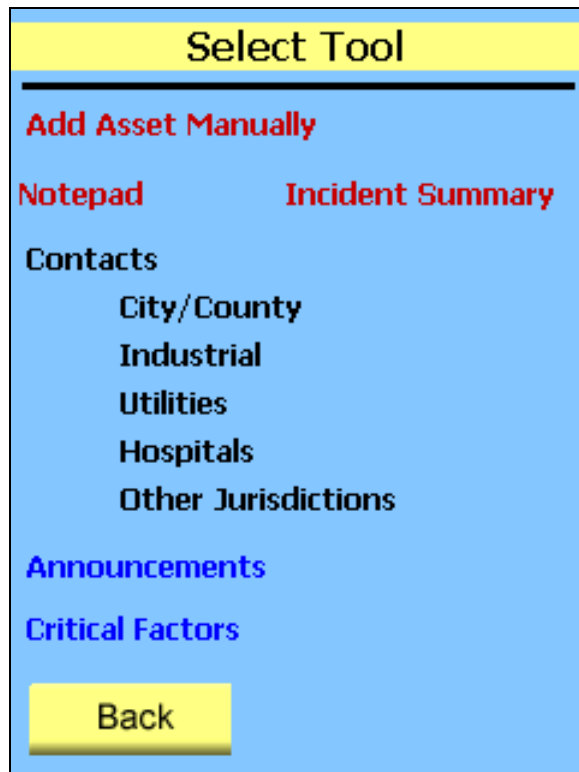 Select Tool
Add Asset Manually
Notepad Incident Summary
Contacts
City/County
Industrial
Utilities
Hospitals
Other Jurisdictions
Announcements
Critical Factors
Back